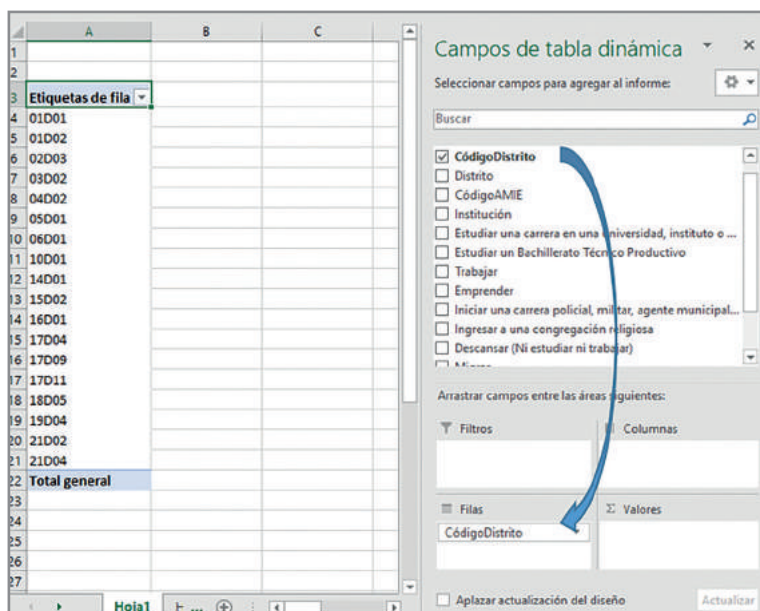 A B C
1
2
3 Etiquetas de fila
4 01D01
5 01D02
6 02D03
7 03D02
8 04D02
9 05D01
10 06D01
11 10D01
12 14D01
13 15D02
14 16D01
15 17D04
16 17D09
17 17D11
18 18D05
19 19D04
20 21D02
21 21D04
22 Total general
23
24
25
26
27
Hoja1
Campos de tabla dinámica
Seleccionar campos para agregar al informe:
Buscar
CódigoDistrito
Distrito
CódigoAMIE
Institución
Estudiar una carrera en una universidad, instituto o ...
Estudiar un Bachillerato Técnico Productivo
Trabajar
Emprender
Iniciar una carrera policial, militar, agente municipal...
Ingresar a una congregación religiosa
Descansar (Ni estudiar ni trabajar)
Arrastrar campos entre las áreas siguientes:
Filtros
Columnas
Filas
Σ Valores
CódigoDistrito
Aplazar actualización del diseño
Actualizar